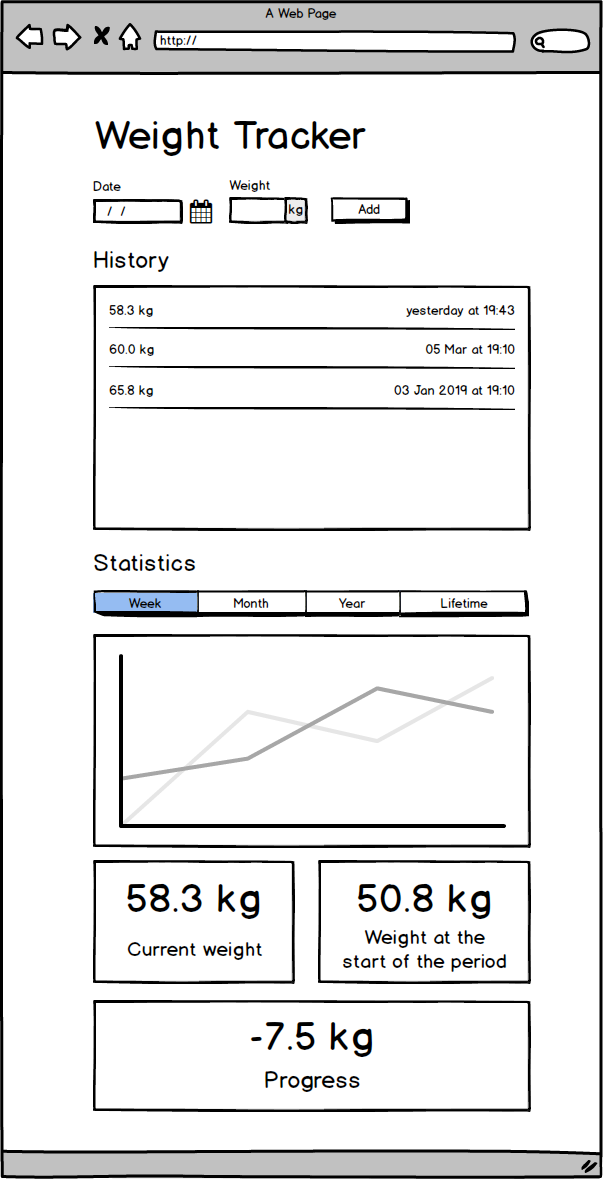 A Web Page
http://
Weight Tracker
Date Weight
/ / kg Add
History
58.3 kg yesterday at 19:43
60.0 kg 05 Mar at 19:10
65.8 kg 03 Jan 2019 at 19:10
Statistics
Week Month Year Lifetime
58.3 kg
Current weight
50.8 kg
Weight at the
start of the period
-7.5 kg
Progress